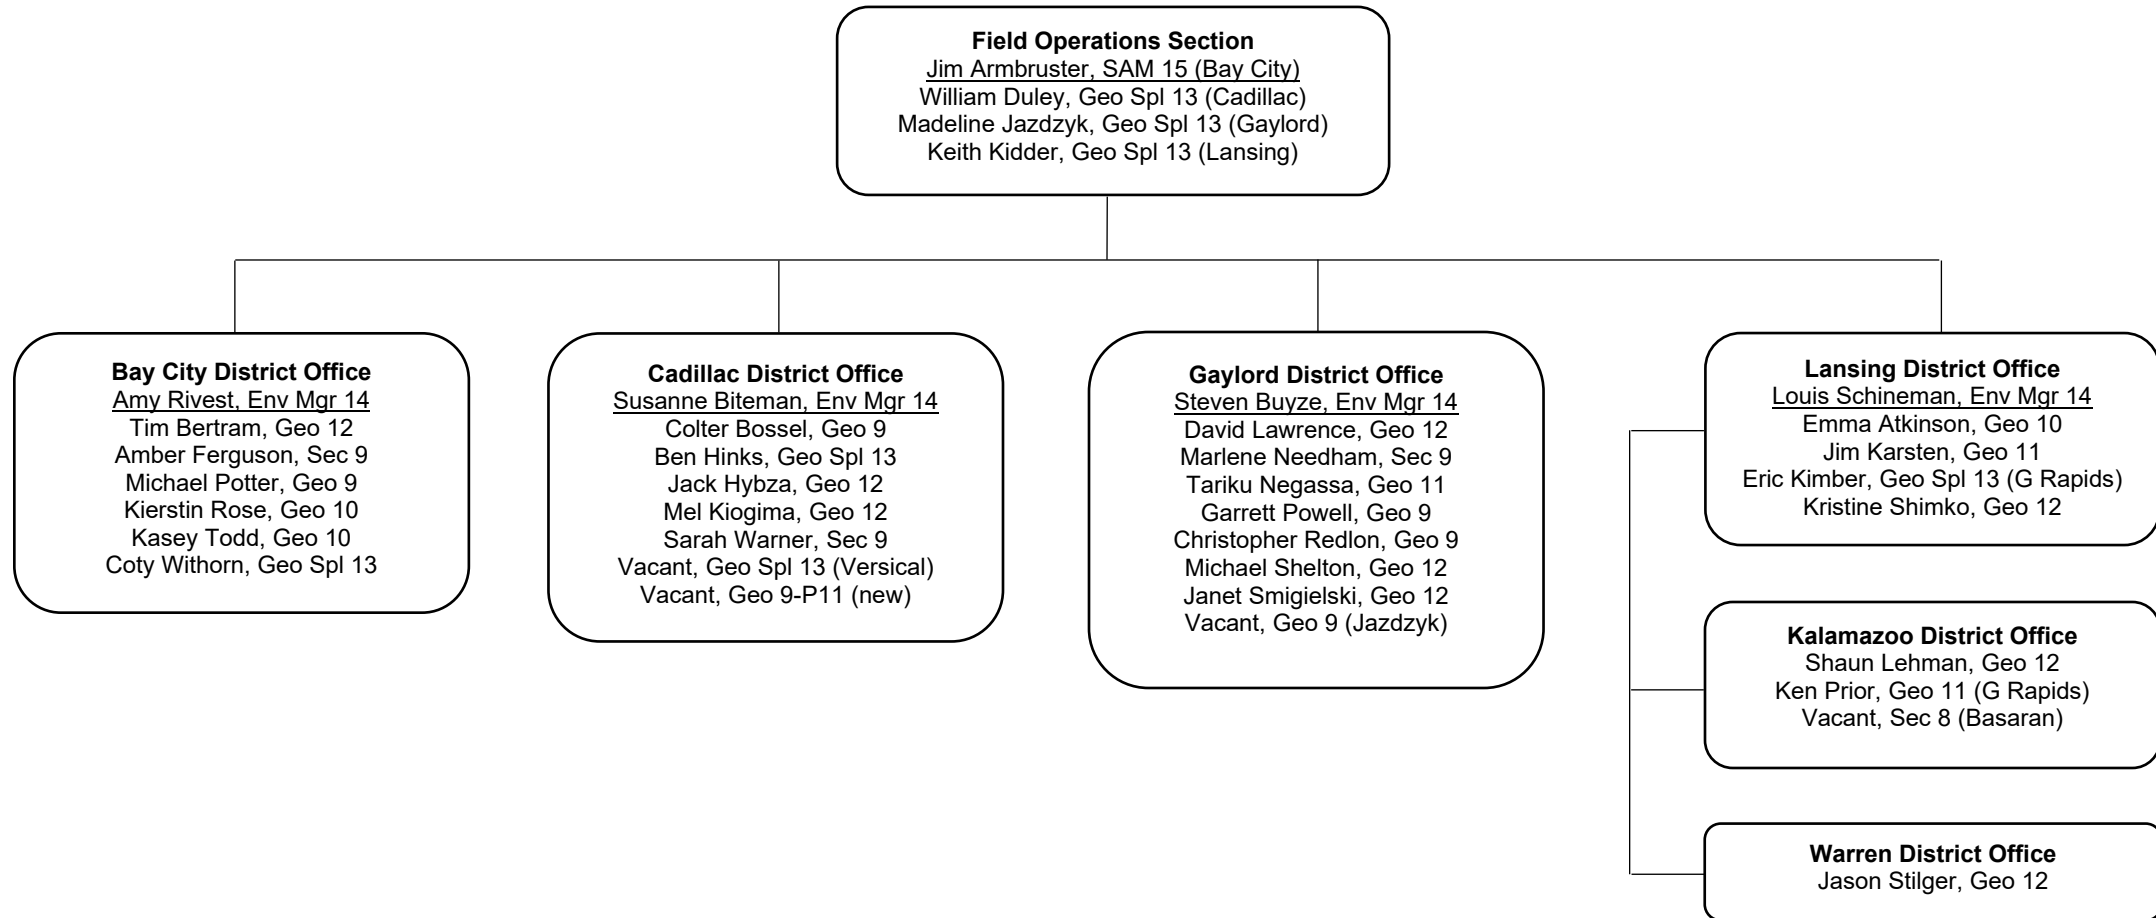 Field Operations Section
Jim Armbruster, SAM 15 (Bay City)
William Duley, Geo Spl 13 (Cadillac)
Madeline Jazdzyk, Geo Spl 13 (Gaylord)
Keith Kidder, Geo Spl 13 (Lansing)
Bay City District Office
Amy Rivest, Env Mgr 14
Tim Bertram, Geo 12
Amber Ferguson, Sec 9
Michael Potter, Geo 9
Kierstin Rose, Geo 10
Kasey Todd, Geo 10
Coty Withorn, Geo Spl 13
Cadillac District Office
Susanne Biteman, Env Mgr 14
Colter Bossel, Geo 9
Ben Hinks, Geo Spl 13
Jack Hybza, Geo 12
Mel Kiogima, Geo 12
Sarah Warner, Sec 9
Vacant, Geo Spl 13 (Versical)
Vacant, Geo 9-P11 (new)
Gaylord District Office
Steven Buyze, Env Mgr 14
David Lawrence, Geo 12
Marlene Needham, Sec 9
Tariku Negassa, Geo 11
Garrett Powell, Geo 9
Christopher Redlon, Geo 9
Michael Shelton, Geo 12
Janet Smigielski, Geo 12
Vacant, Geo 9 (Jazdzyk)
Lansing District Office
Louis Schineman, Env Mgr 14
Emma Atkinson, Geo 10
Jim Karsten, Geo 11
Eric Kimber, Geo Spl 13 (G Rapids)
Kristine Shimko, Geo 12
Kalamazoo District Office
Shaun Lehman, Geo 12
Ken Prior, Geo 11 (G Rapids)
Vacant, Sec 8 (Basaran)
Warren District Office
Jason Stilger, Geo 12